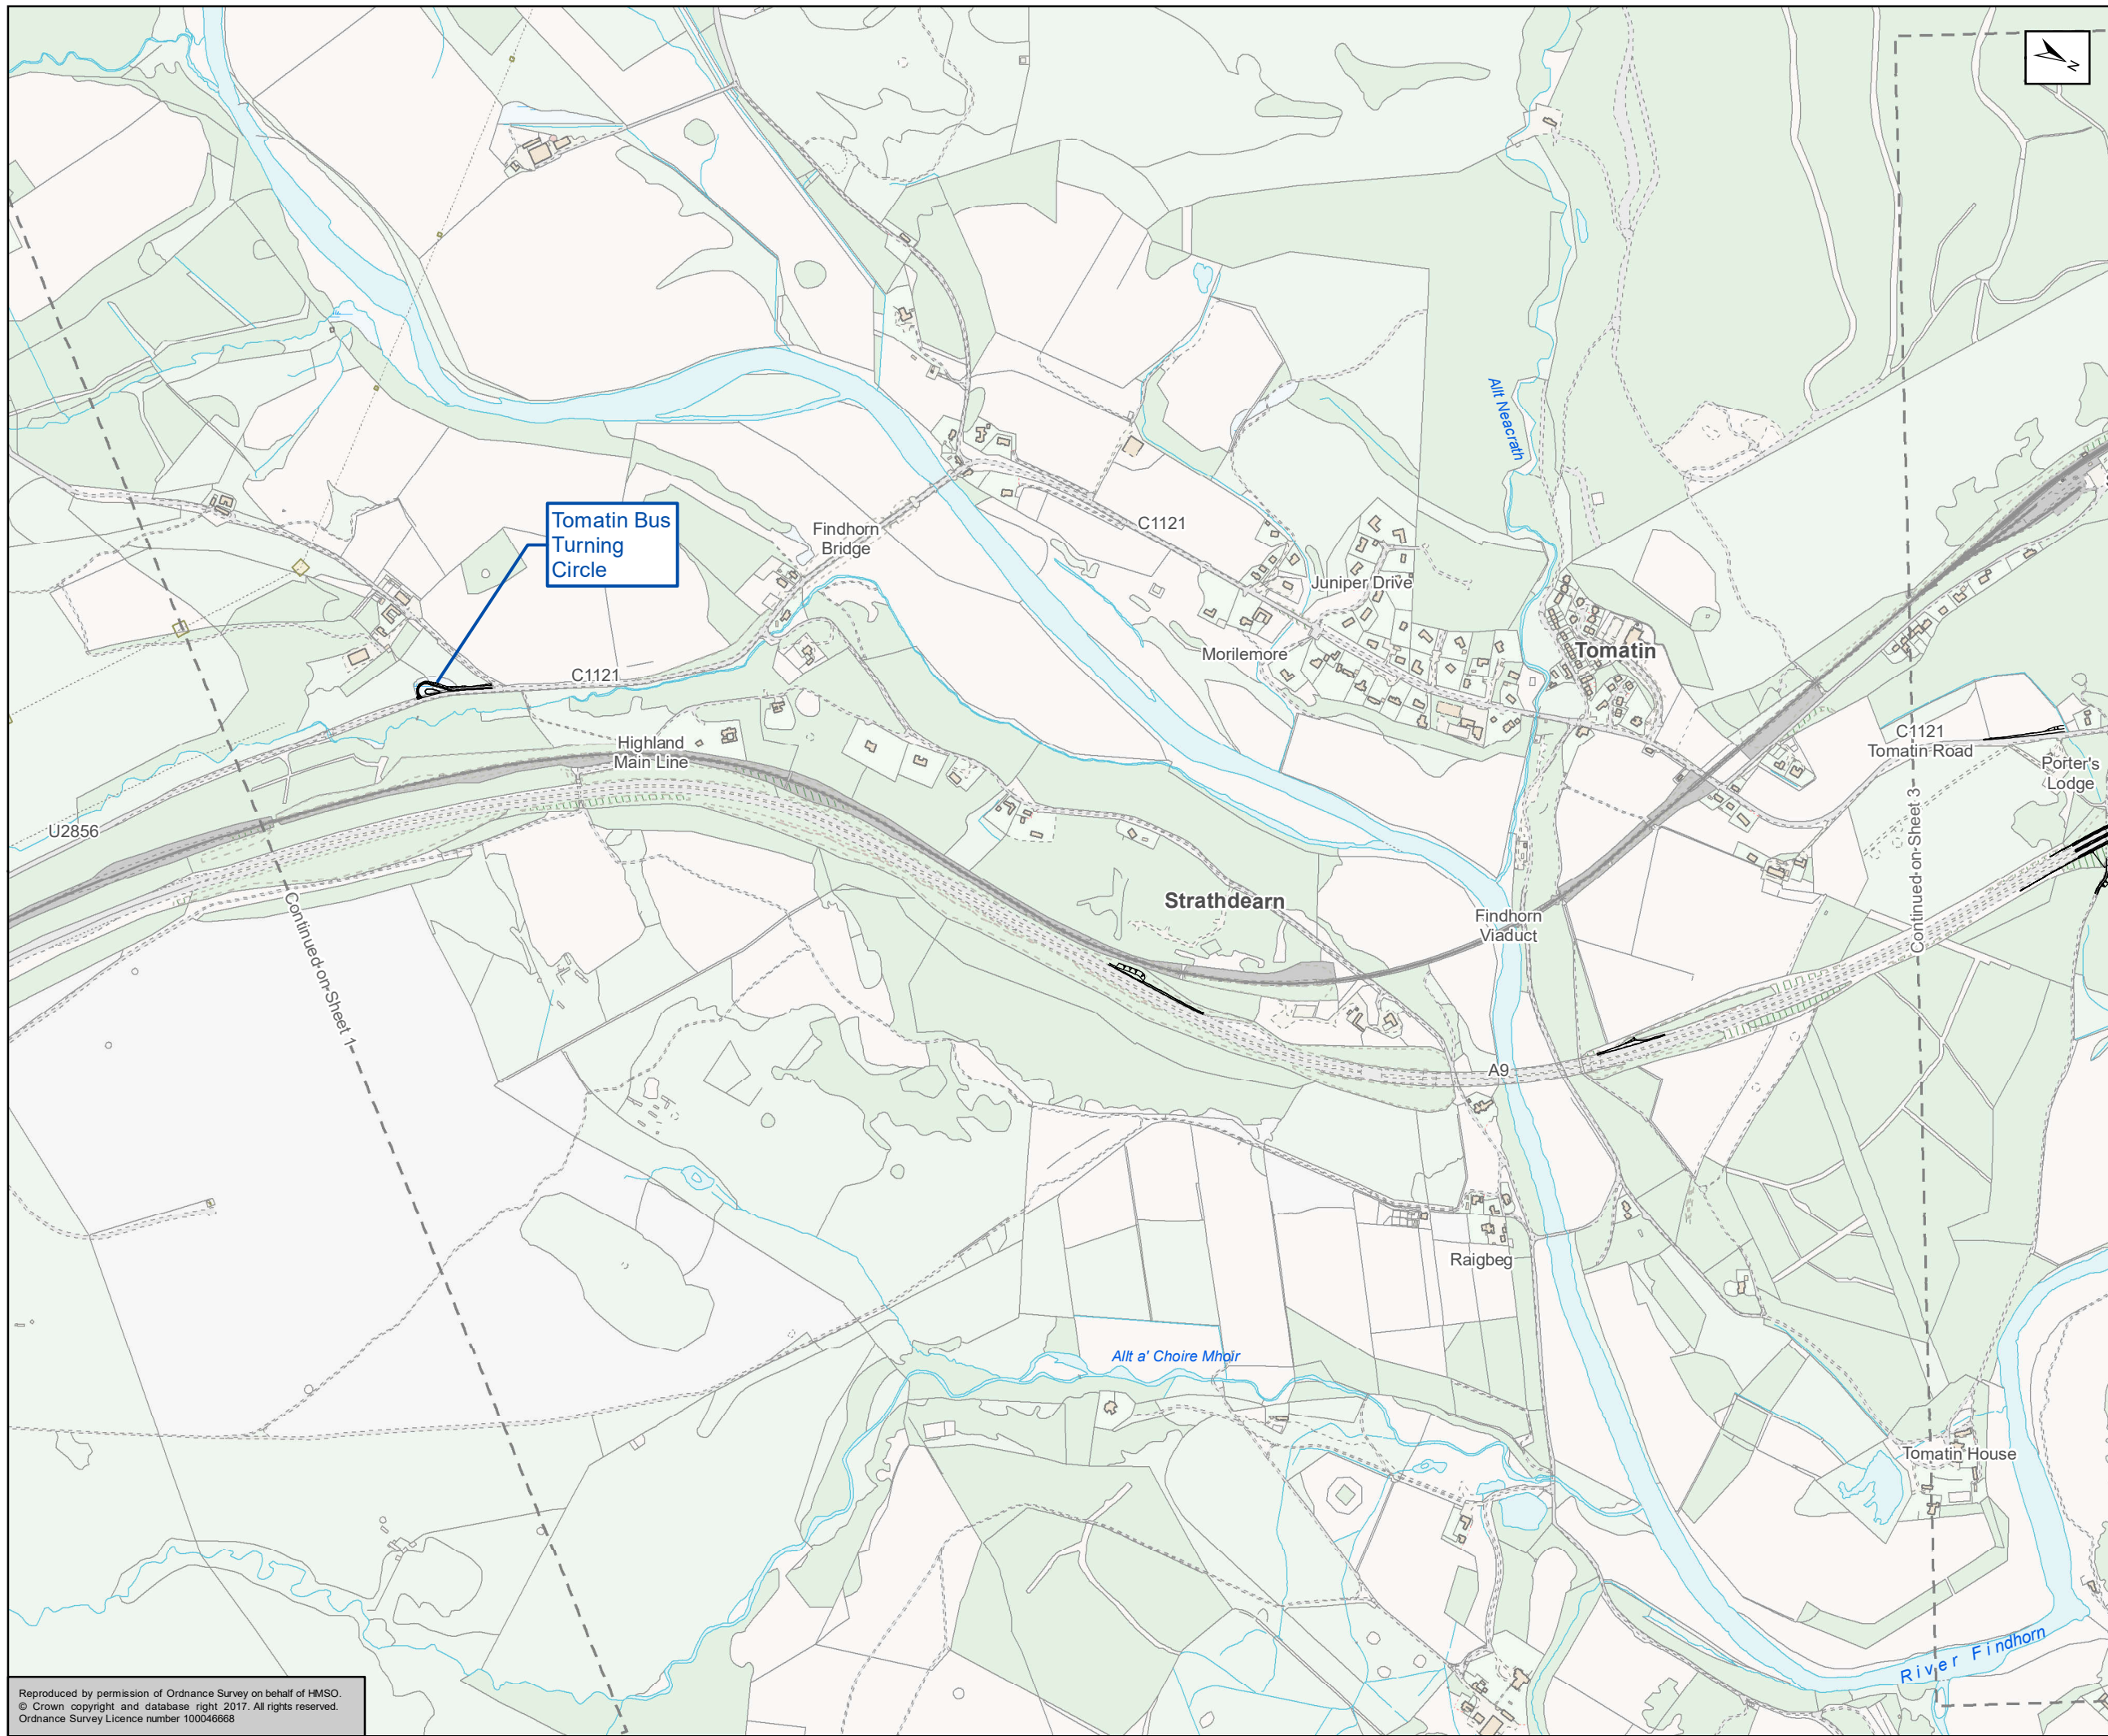 N
Allt Neacrath
Tomatin Bus
Turning
Circle
Findhorn
Bridge
C1121
Juniper Drive
Morilemore
Tomatin
C1121
Highland
Main Line
C1121
Tomatin Road
Porter's
Lodge
U2856
Continued on Sheet 3
Continued on Sheet 1
Strathdearn
Findhorn
Viaduct
A9
Raigbeg
Allt a' Choire Mhoir
Tomatin House
River Findhorn
Reproduced by permission of Ordnance Survey on behalf of HMSO.
© Crown copyright and database right 2017. All rights reserved.
Ordnance Survey Licence number 100046668